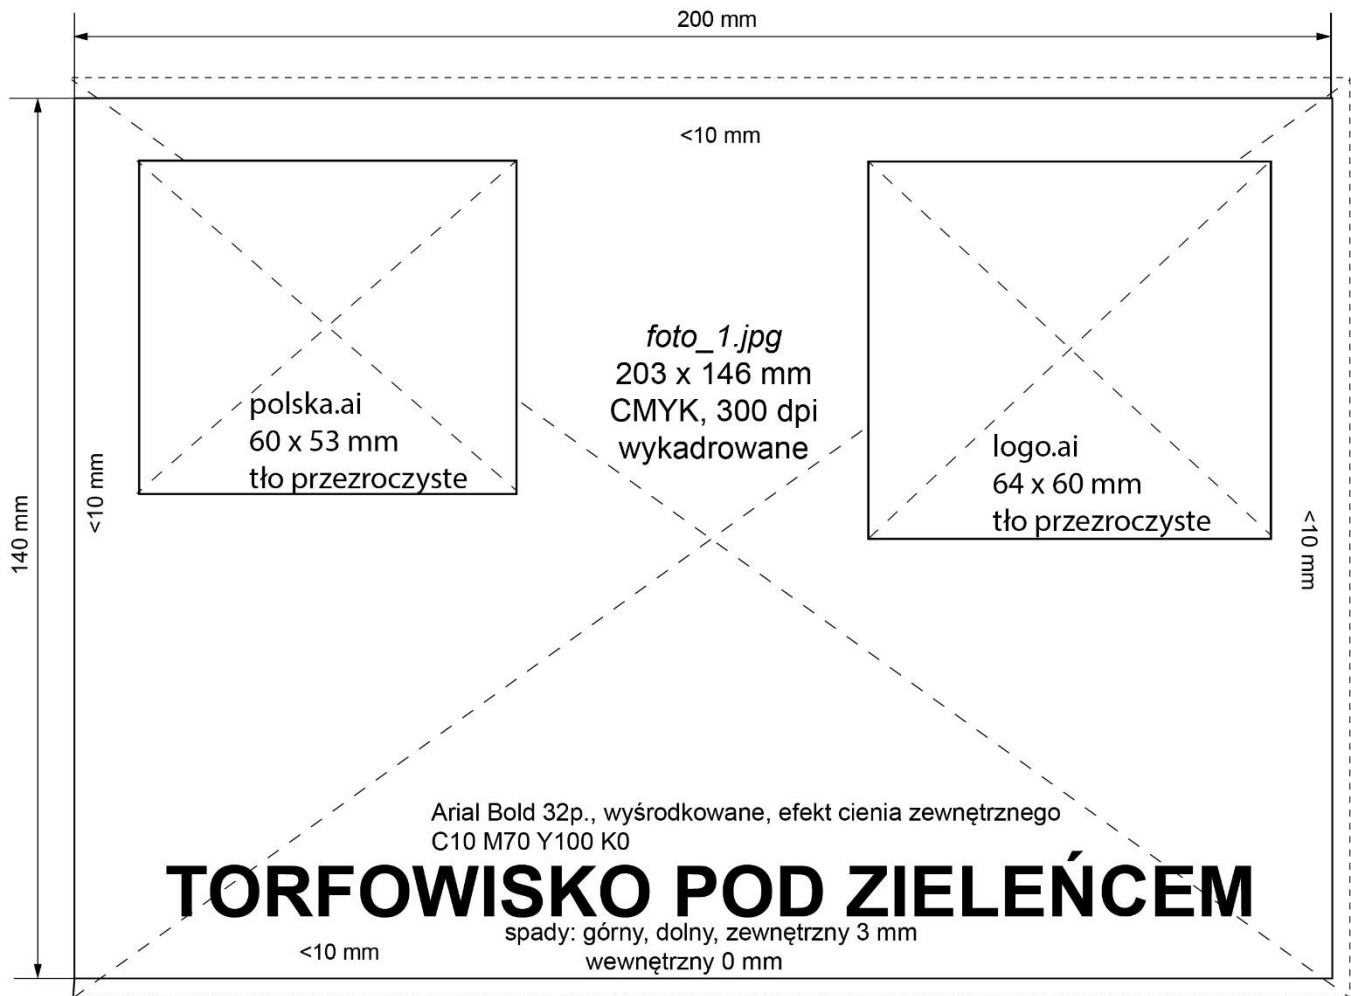 200 mm
<10 mm
foto_1.jpg
203 x 146 mm
CMYK, 300 dpi
wykadrowane
polska.ai
60 x 53 mm
tło przezroczyste
logo.ai
64 x 60 mm
tło przezroczyste
<10 mm
140 mm
<10 mm
Arial Bold 32p., wyśrodkowane, efekt cienia zewnętrznego
C10 M70 Y100 K0
TORFOWISKO POD ZIELEŃCEM
spady: górny, dolny, zewnętrzny 3 mm
<10 mm
wewnętrzny 0 mm